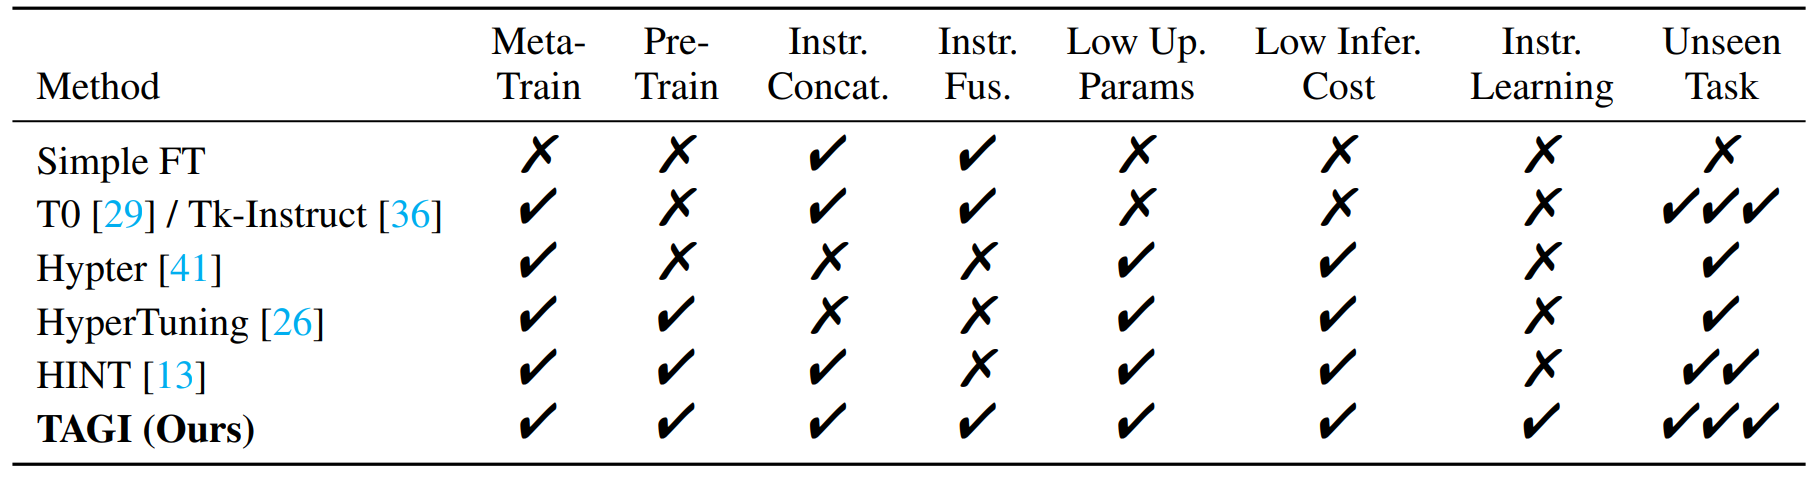 Meta- Pre- Instr. Instr. Low Up. Low Infer. Instr. Unseen
Method Train Train Concat. Fus. Params Cost Learning Task
Simple FT ✗ ✗ ✓ ✓ ✗ ✗ ✗ ✗
T0 [29] / Tk-Instruct [36] ✓ ✗ ✓ ✓ ✗ ✗ ✗ ✓✓✓
Hypter [41] ✓ ✗ ✗ ✗ ✓ ✓ ✗ ✓
HyperTuning [26] ✓ ✓ ✗ ✗ ✓ ✓ ✗ ✓
HINT [13] ✓ ✓ ✓ ✗ ✓ ✓ ✗ ✓✓
TAGI (Ours) ✓ ✓ ✓ ✓ ✓ ✓ ✓ ✓✓✓